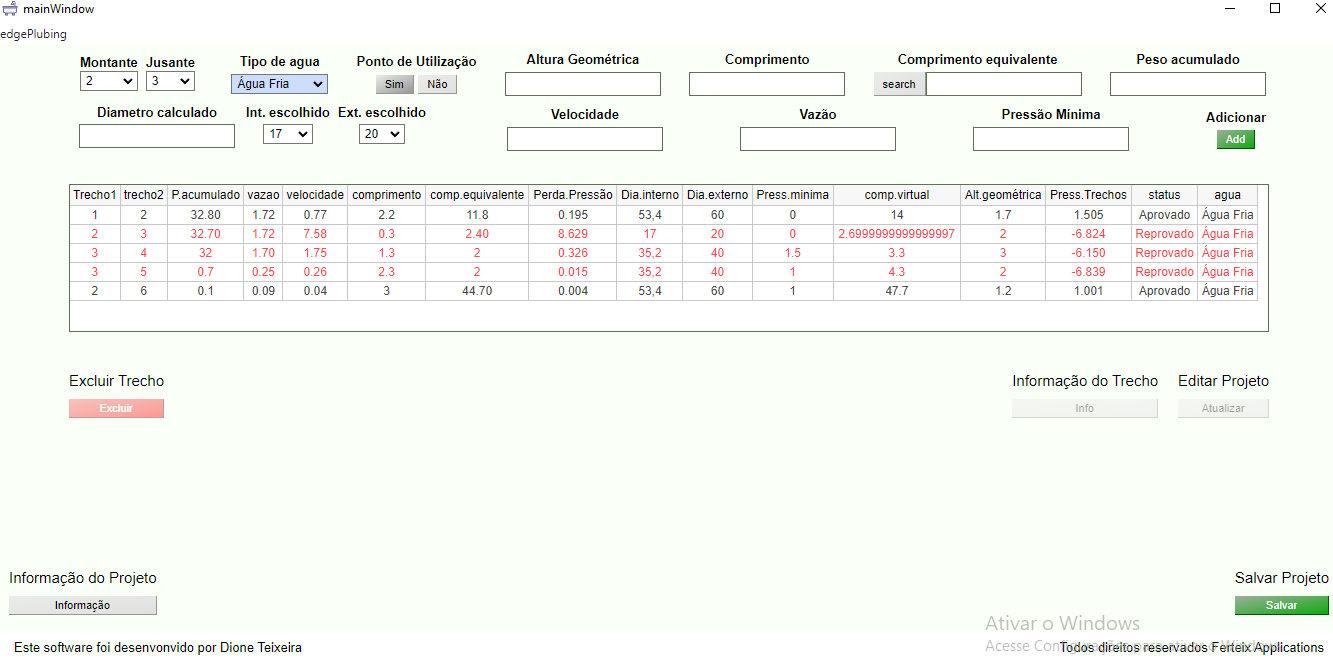 mainWindow
edgePlubing
Montante Jusante Tipo de agua Ponto de Utilização Altura Geométrica Comprimento Comprimento equivalente Peso acumulado
2 3 Água Fria Sim Não search
Diametro calculado Int. escolhido Ext. escolhido Velocidade Vazão Pressão Mínima Adicionar
17 20 Add
Trecho1 trecho2 P.acumulado vazao velocidade comprimento comp.equivalente Perda.Pressão Dia.interno Dia.externo Press.minima comp.virtual Alt.geométrica Press.Trechos status agua
1 2 32.80 1.72 0.77 2.2 11.8 0.195 53,4 60 0 14 1.7 1.505 Aprovado Água Fria
2 3 32.70 1.72 7.58 0.3 2.40 8.629 17 20 0 2.6999999999999997 2 -6.824 Reprovado Água Fria
3 4 32 1.70 1.75 1.3 2 0.326 35,2 40 1.5 3.3 3 -6.150 Reprovado Água Fria
3 5 0.7 0.25 0.26 2.3 2 0.015 35,2 40 1 4.3 2 -6.839 Reprovado Água Fria
2 6 0.1 0.09 0.04 3 44.70 0.004 53,4 60 1 47.7 1.2 1.001 Aprovado Água Fria
Excluir Trecho Informação do Trecho Editar Projeto
Excluir Info Atualizar
Informação do Projeto Salvar Projeto
Informação Salvar
Ativar o Windows
Acesse Configurações para ativar o Windows.
Este software foi desenvonvido por Dione Teixeira Todos direitos reservados Ferteix Applications